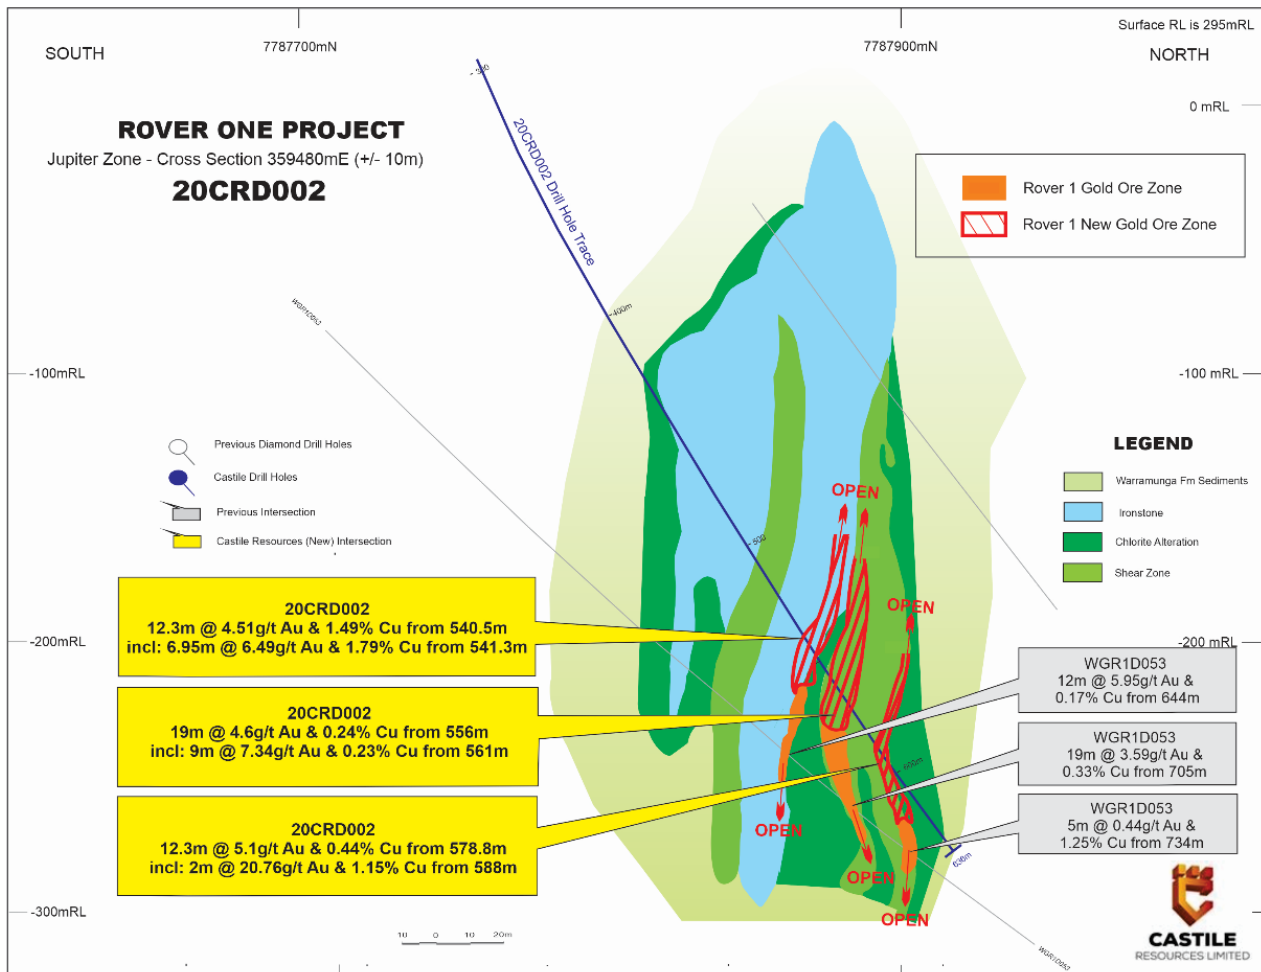 Surface RL is 295mRL
SOUTH
7787700mN
7787900mN
NORTH
0 mRL
ROVER ONE PROJECT
Jupiter Zone - Cross Section 359480mE (+/- 10m)
20CRD002
20CRD002 Drill Hole Trace
Rover 1 Gold Ore Zone
Rover 1 New Gold Ore Zone
WGR1D053
-400m
-100mRL
-100 mRL
Previous Diamond Drill Holes
Castile Drill Holes
Previous Intersection
Castile Resources (New) Intersection
LEGEND
Warramunga Fm Sediments
Ironstone
Chlorite Alteration
Shear Zone
OPEN
-500
OPEN
20CRD002
12.3m @ 4.51g/t Au & 1.49% Cu from 540.5m
incl: 6.95m @ 6.49g/t Au & 1.79% Cu from 541.3m
-200mRL
-200 mRL
WGR1D053
12m @ 5.95g/t Au &
0.17% Cu from 644m
20CRD002
19m @ 4.6g/t Au & 0.24% Cu from 556m
incl: 9m @ 7.34g/t Au & 0.23% Cu from 561m
WGR1D053
19m @ 3.59g/t Au &
0.33% Cu from 705m
-600m
20CRD002
12.3m @ 5.1g/t Au & 0.44% Cu from 578.8m
incl: 2m @ 20.76g/t Au & 1.15% Cu from 588m
WGR1D053
5m @ 0.44g/t Au &
1.25% Cu from 734m
OPEN
636m
OPEN
OPEN
-300mRL
10 0 10 20m
WGR1D053
CASTILE
RESOURCES LIMITED